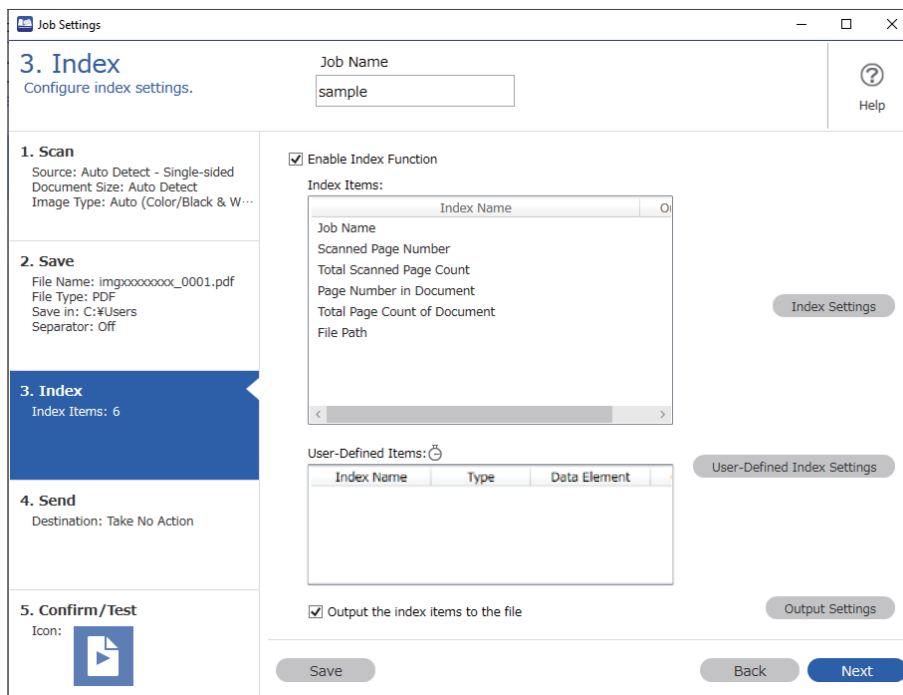 Job Settings
3. Index
Configure index settings.
Job Name
sample
Help
1. Scan
Source: Auto Detect - Single-sided
Document Size: Auto Detect
Image Type: Auto (Color/Black & W···
2. Save
File Name: imgxxxxxxxx_0001.pdf
File Type: PDF
Save in: C:¥Users
Separator: Off
3. Index
Index Items: 6
4. Send
Destination: Take No Action
5. Confirm/Test
Icon:
Enable Index Function
Index Items:
Index Name
Job Name
Scanned Page Number
Total Scanned Page Count
Page Number in Document
Total Page Count of Document
File Path
Index Settings
User-Defined Items:
Index Name Type Data Element
User-Defined Index Settings
Output the index items to the file
Output Settings
Save
Back
Next